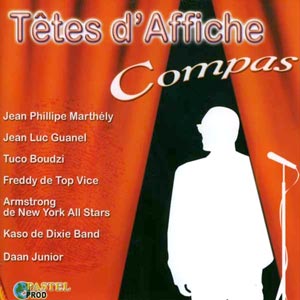 Têtes d'Affiche
Compas
Jean Phillipe Marthély
Jean Luc Guanel
Tuco Boudzi
Freddy de Top Vice
Armstrong
de New York All Stars
Kaso de Dixie Band
Daan Junior
PASTEL
PROD